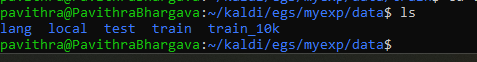 pavithra@PavithraBhargava:~/kaldi/egs/myexp/data$ ls
lang local test train train_10k
pavithra@PavithraBhargava:~/kaldi/egs/myexp/data$